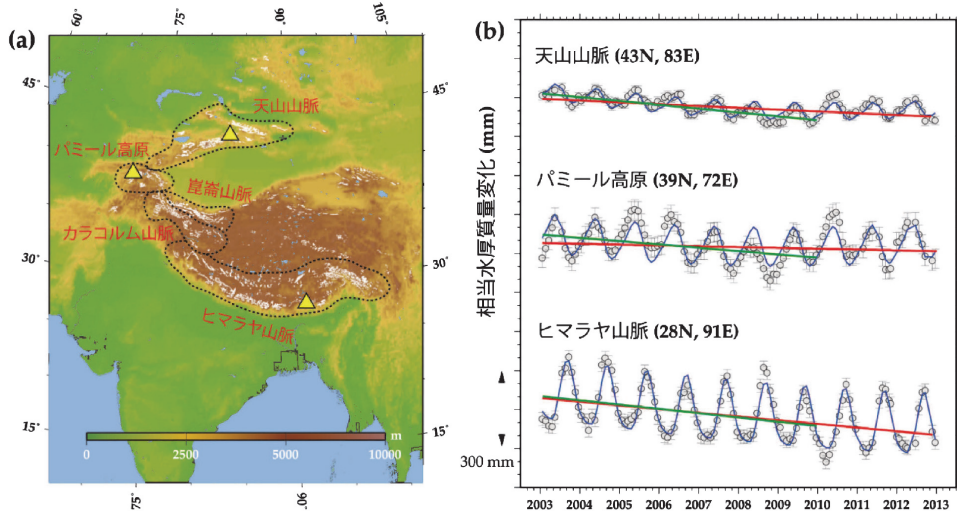 (a)
60°
75°
90°
105°
45°
45°
天山山脈
パミール高原
崑崙山脈
カラコルム山脈
30°
30°
ヒマラヤ山脈
15°
15°
m
0
2500
5000
10000
75°
90°
(b)
天山山脈 (43N, 83E)
パミール高原 (39N, 72E)
ヒマラヤ山脈 (28N, 91E)
相当水厚質量変化 (mm)
300 mm
2003 2004 2005 2006 2007 2008 2009 2010 2011 2012 2013